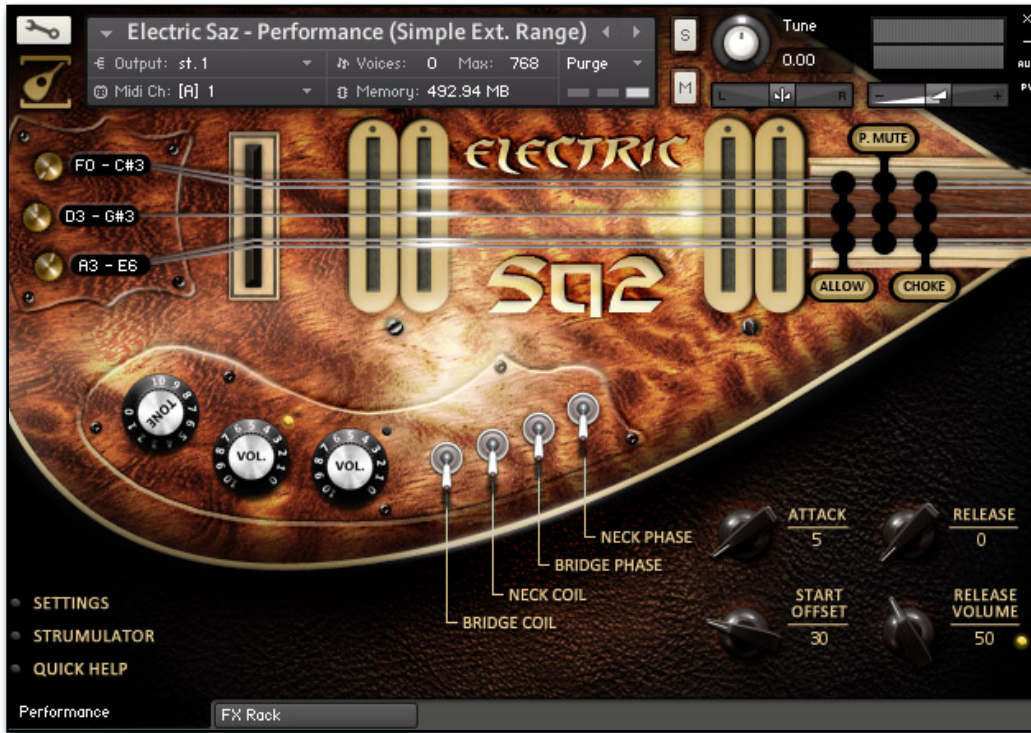 Electric Saz - Performance (Simple Ext. Range)
Output: st.1
Voices: 0 Max: 768 Purge
Midi Ch: [A] 1
Memory: 492.94 MB
S
M
Tune
0.00
L R
- +
AU
PV
ELECTRIC
SAZ
F0 - C#3
D3 - G#3
A3 - E6
P. MUTE
ALLOW
CHOKE
TONE
VOL.
VOL.
NECK PHASE
BRIDGE PHASE
NECK COIL
BRIDGE COIL
ATTACK
5
RELEASE
0
START
OFFSET
30
RELEASE
VOLUME
50
SETTINGS
STRUMULATOR
QUICK HELP
Performance
FX Rack